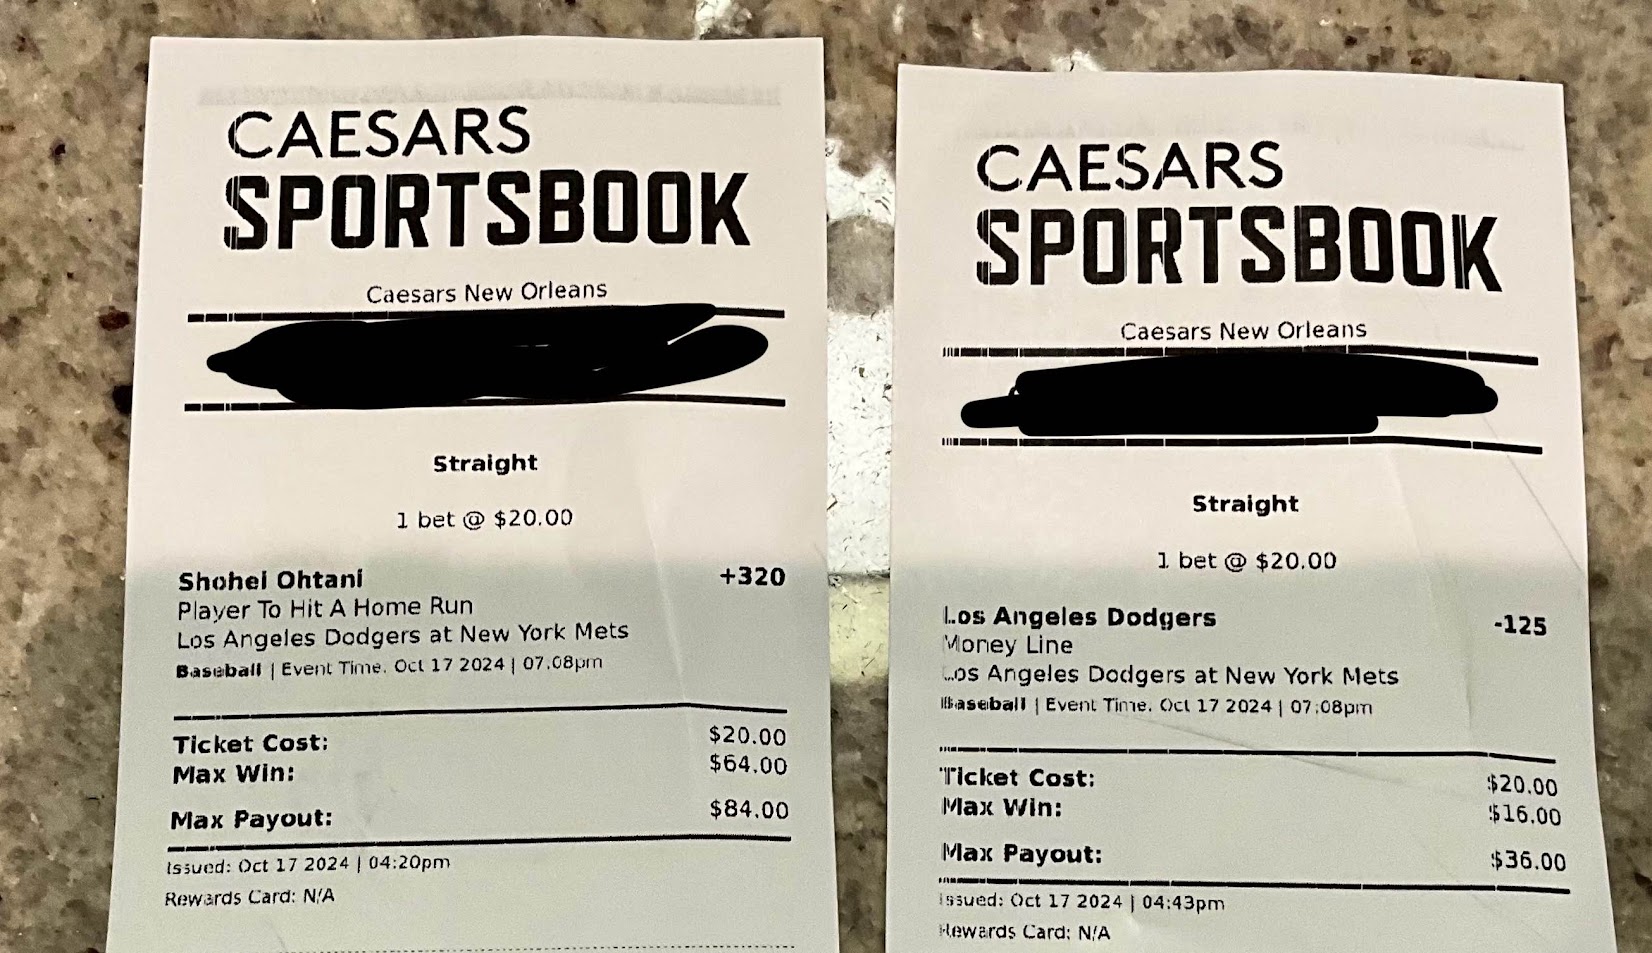 CAESARS
SPORTSBOOK
Caesars New Orleans
Straight
1 bet @ $20.00
Shohei Ohtani +320
Player To Hit A Home Run
Los Angeles Dodgers at New York Mets
Baseball | Event Time. Oct 17 2024 | 07:08pm
Ticket Cost: $20.00
Max Win: $64.00
Max Payout: $84.00
Issued: Oct 17 2024 | 04:20pm
Rewards Card: N/A
CAESARS
SPORTSBOOK
Caesars New Orleans
Straight
1 bet @ $20.00
Los Angeles Dodgers -125
Money Line
Los Angeles Dodgers at New York Mets
Baseball | Event Time. Oct 17 2024 | 07:08pm
Ticket Cost: $20.00
Max Win: $16.00
Max Payout: $36.00
Issued: Oct 17 2024 | 04:43pm
Rewards Card: N/A